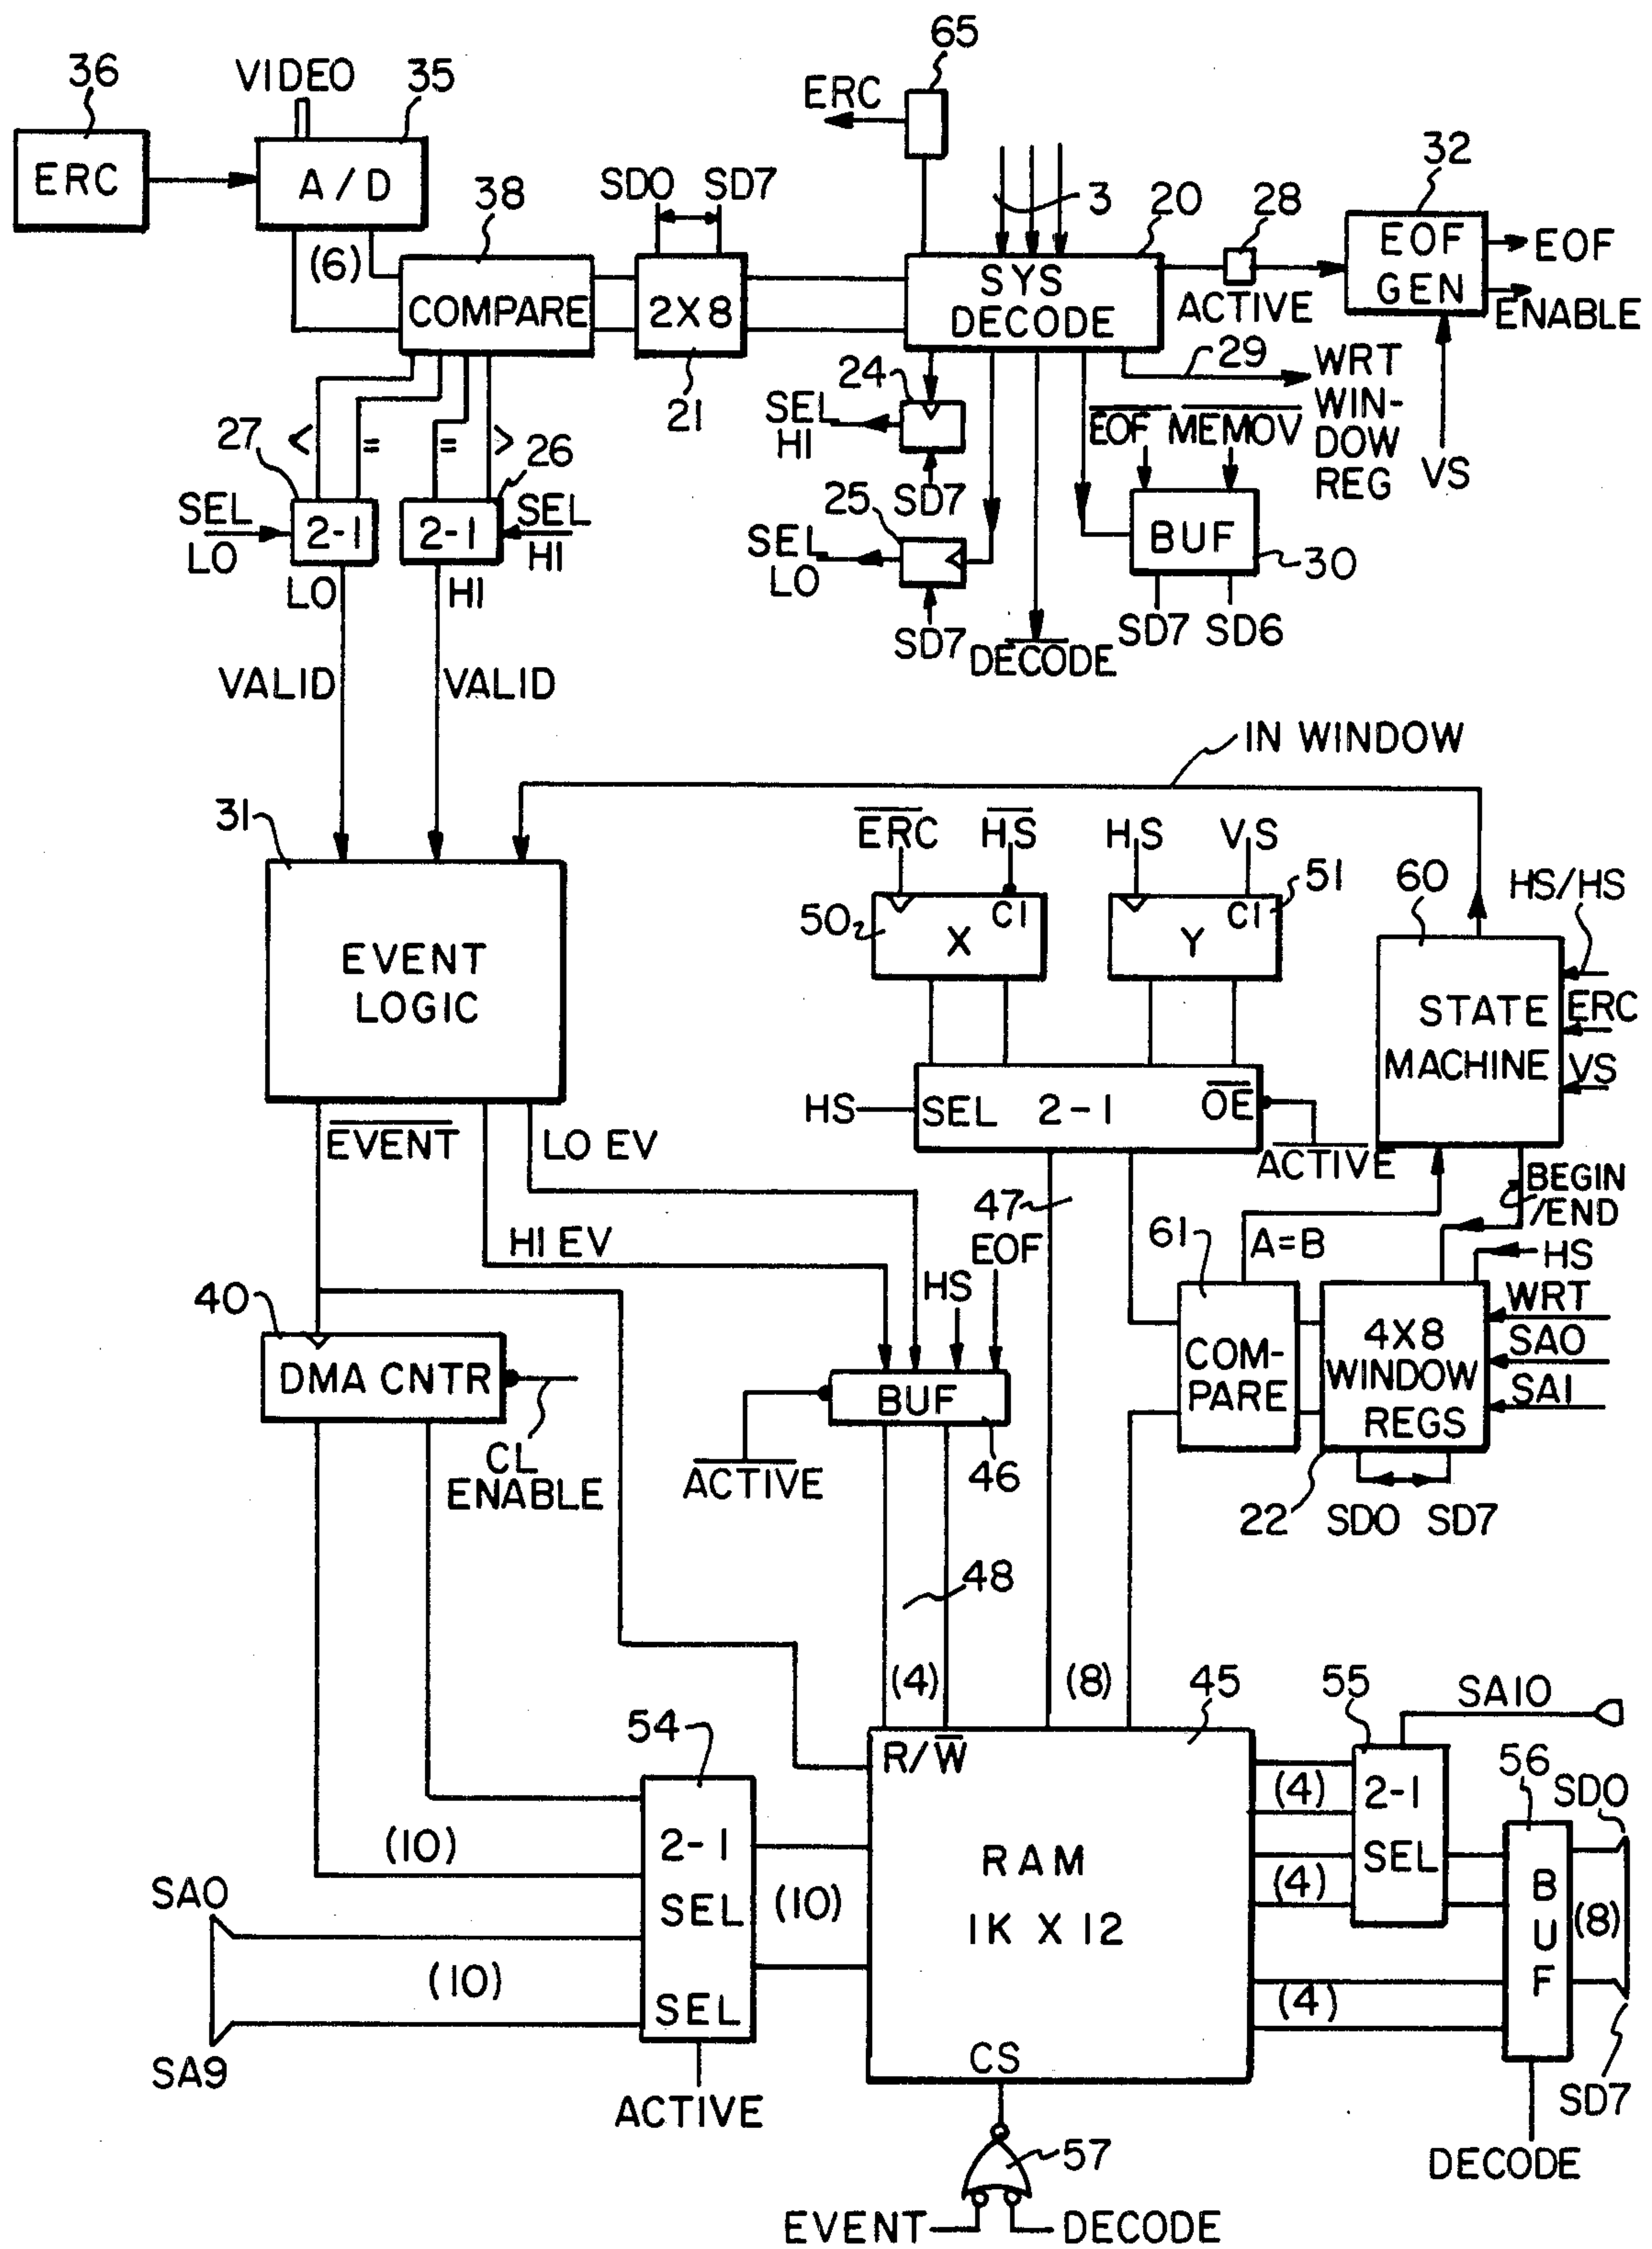 36
VIDEO
35
65
ERC
ERC
A/D
38
SD0 SD7
3
20
28
32
(6)
COMPARE
2X8
21
SYS
DECODE
ACTIVE
EOF
GEN
EOF
ENABLE
29
WRT
WIN-
DOW
REG
VS
24
SEL
HI
SD7
EOF MEMOV
27
<
=
=
>
26
SEL
LO
2-1
2-1
SEL
HI
LO
HI
25
SEL
LO
SD7
BUF
30
SD7 SD6
DECODE
VALID
VALID
IN WINDOW
31
ERC
HS
HS
VS
EVENT
LOGIC
50
X
CI
Y
CI
51
60
HS/HS
STATE
MACHINE
ERC
VS
HS
SEL 2-1 OE
ACTIVE
EVENT
LO EV
HI EV
47
EOF
HS
61
A=B
BEGIN
/END
HS
WRT
SA0
SA1
40
DMA CNTR
CL
ENABLE
BUF
46
ACTIVE
COM-
PARE
4X8
WINDOW
REGS
22
SD0 SD7
48
(4)
(8)
45
55
SA10
54
R/W
56
SD0
(4)
2-1
SEL
(10)
2-1
SEL
(10)
RAM
1K X 12
(4)
BUF
(8)
SA0
(10)
SEL
(4)
SA9
CS
SD7
ACTIVE
57
DECODE
EVENT
DECODE